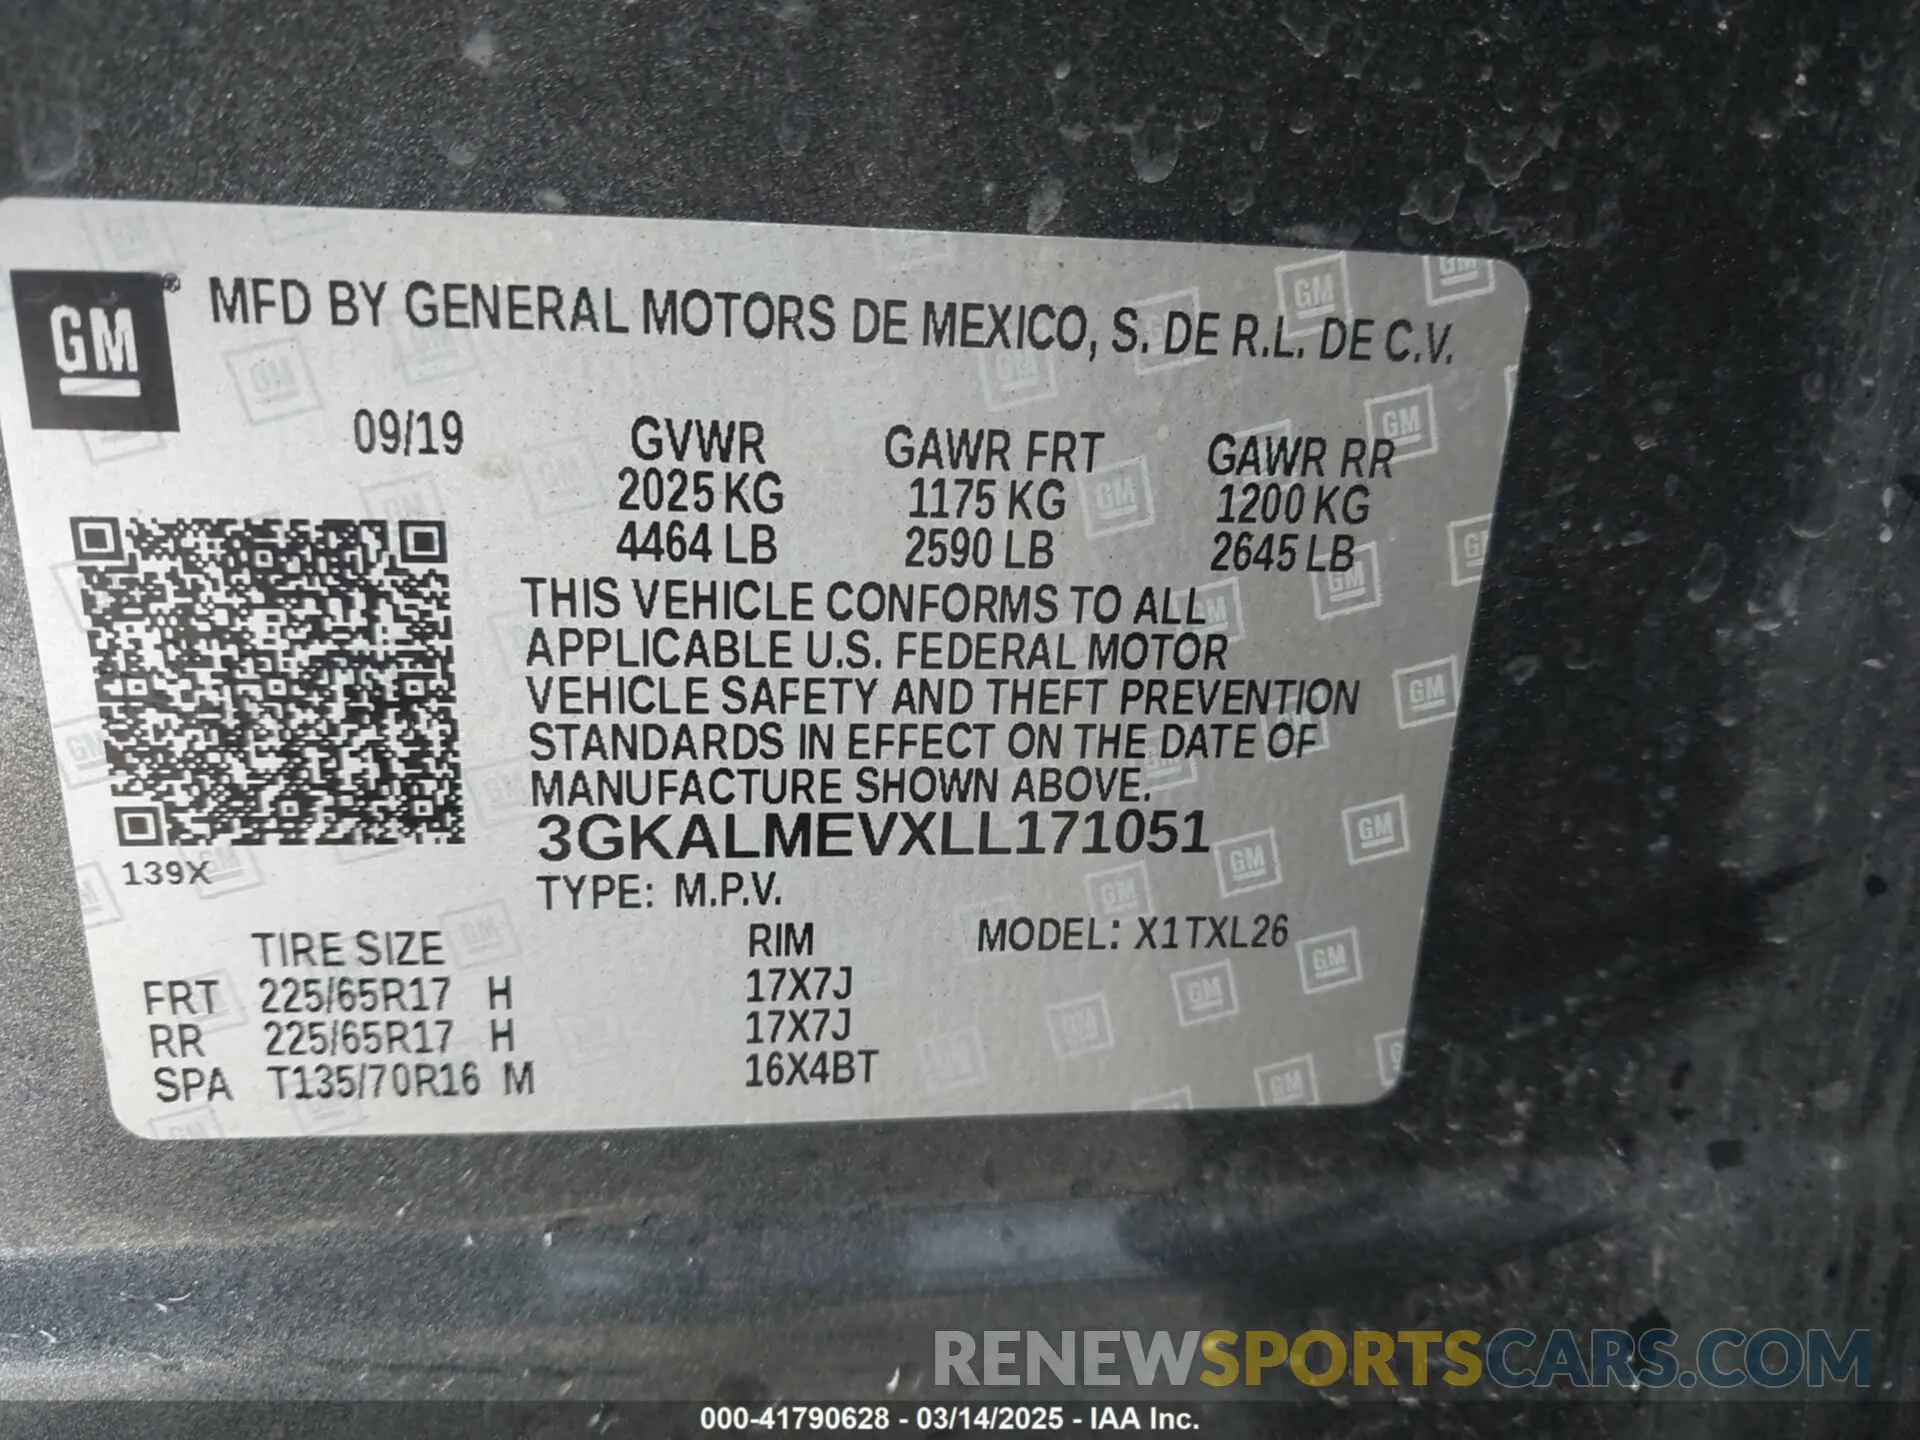 GM ® MFD BY GENERAL MOTORS DE MEXICO, S. DE R.L. DE C.V.
09/19 GVWR GAWR FRT GAWR RR
2025 KG 1175 KG 1200 KG
4464 LB 2590 LB 2645 LB
THIS VEHICLE CONFORMS TO ALL
APPLICABLE U.S. FEDERAL MOTOR
VEHICLE SAFETY AND THEFT PREVENTION
STANDARDS IN EFFECT ON THE DATE OF
MANUFACTURE SHOWN ABOVE.
3GKALMEVXLL171051
139X
TYPE: M.P.V.
TIRE SIZE RIM MODEL: X1TXL26
FRT 225/65R17 H 17X7J
RR 225/65R17 H 17X7J
SPA T135/70R16 M 16X4BT
RENEWSPORTSCARS.COM
000-41790628 - 03/14/2025 - IAA Inc.